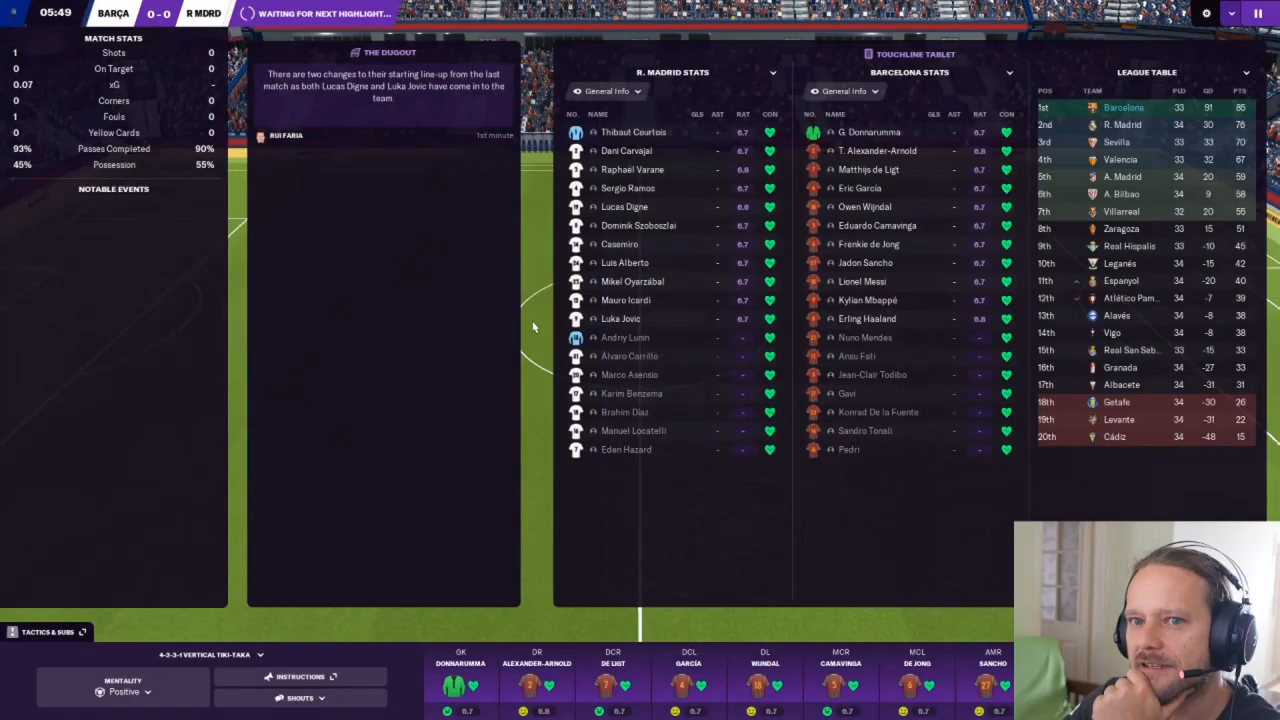 05:49 BARÇA 0 - 0 R MDRD WAITING FOR NEXT HIGHLIGHT...
MATCH STATS
1 Shots 0
0 On Target 0
0.07 xG -
0 Corners 0
1 Fouls 0
0 Yellow Cards 0
93% Passes Completed 90%
45% Possession 55%
NOTABLE EVENTS
THE DUGOUT
There are two changes to their starting line-up from the last
match as both Lucas Digne and Luka Jovic have come in to the
team.
RUI FARIA 1st minute
TOUCHLINE TABLET
R. MADRID STATS
General Info
NO. NAME GLS AST RAT CON
Thibaut Courtois - 6.7
Dani Carvajal - 6.7
Raphaël Varane - 6.8
Sergio Ramos - 6.7
Lucas Digne - 6.6
Dominik Szoboszlai - 6.7
Casemiro - 6.7
Luis Alberto - 6.7
Mikel Oyarzábal - 6.7
Mauro Icardi - 6.7
Luka Jovic - 6.7
Andriy Lunin - -
Álvaro Carrillo - -
Marco Asensio - -
Karim Benzema - -
Brahim Díaz - -
Manuel Locatelli - -
Eden Hazard - -
BARCELONA STATS
General Info
NO. NAME GLS AST RAT CON
G. Donnarumma - 6.7
T. Alexander-Arnold - 6.8
Matthijs de Ligt - 6.7
Eric García - 6.7
Owen Wijndal - 6.7
Eduardo Camavinga - 6.7
Frenkie de Jong - 6.7
Jadon Sancho - 6.7
Lionel Messi - 6.7
Kylian Mbappé - 6.7
Erling Haaland - 6.8
Nuno Mendes - -
Ansu Fati - -
Jean-Clair Todibo - -
Gavi - -
Konrad De la Fuente - -
Sandro Tonali - -
Pedri - -
LEAGUE TABLE
POS TEAM PLD GD PTS
1st Barcelona 33 91 85
2nd R. Madrid 34 30 76
3rd Sevilla 33 33 70
4th Valencia 34 32 67
5th A. Madrid 34 20 59
6th A. Bilbao 34 9 58
7th Villarreal 32 20 55
8th Zaragoza 33 15 51
9th Real Hispalis 33 -10 45
10th Leganés 34 -15 42
11th Espanyol 34 -20 40
12th Atlético Pam... 34 -7 39
13th Alavés 34 -8 38
14th Vigo 34 -8 38
15th Real San Seb... 33 -15 33
16th Granada 34 -27 33
17th Albacete 34 -31 31
18th Getafe 34 -30 26
19th Levante 34 -31 22
20th Cádiz 34 -48 15
TACTICS & SUBS
4-2-3-1 VERTICAL TIKI-TAKA
MENTALITY
Positive
INSTRUCTIONS
SHOUTS
GK DR DCR DCL DL MCR MCL AMR
DONNARUMMA ALEXANDER-ARNOLD DE LIGT GARCÍA WIJNDAL CAMAVINGA DE JONG SANCHO
2 7 4 18 6 27
6.7 6.8 6.7 6.7 6.7 6.7 6.7 6.7